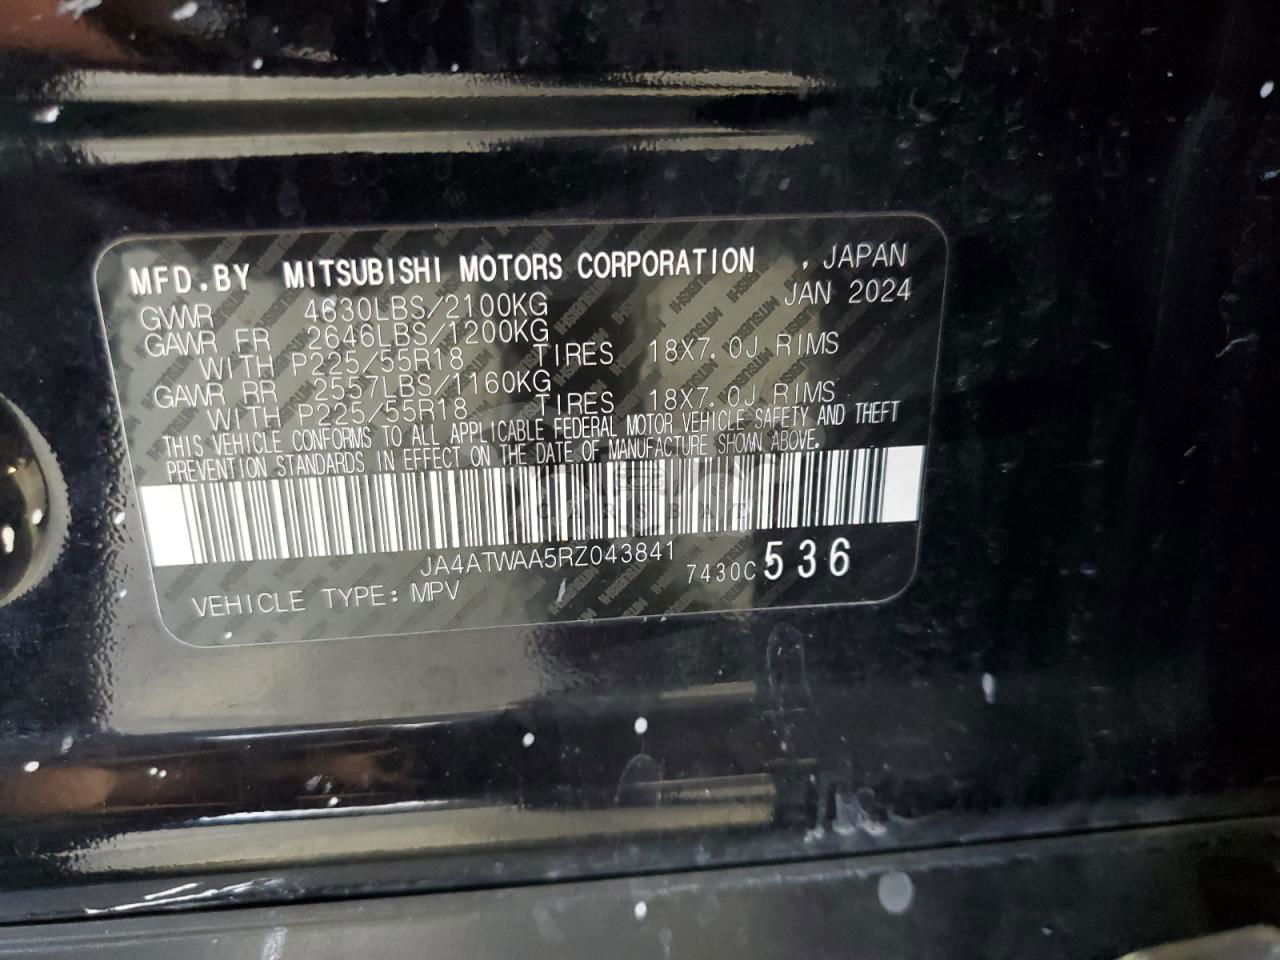 MFD.BY MITSUBISHI MOTORS CORPORATION , JAPAN
GVWR 4630LBS/2100KG JAN 2024
GAWR FR 2646LBS/1200KG
WITH P225/55R18 TIRES 18X7.0J RIMS
GAWR RR 2557LBS/1160KG
WITH P225/55R18 TIRES 18X7.0J RIMS
THIS VEHICLE CONFORMS TO ALL APPLICABLE FEDERAL MOTOR VEHICLE SAFETY AND THEFT
PREVENTION STANDARDS IN EFFECT ON THE DATE OF MANUFACTURE SHOWN ABOVE.
JA4ATWAA5RZ043841
7430C 536
VEHICLE TYPE: MPV